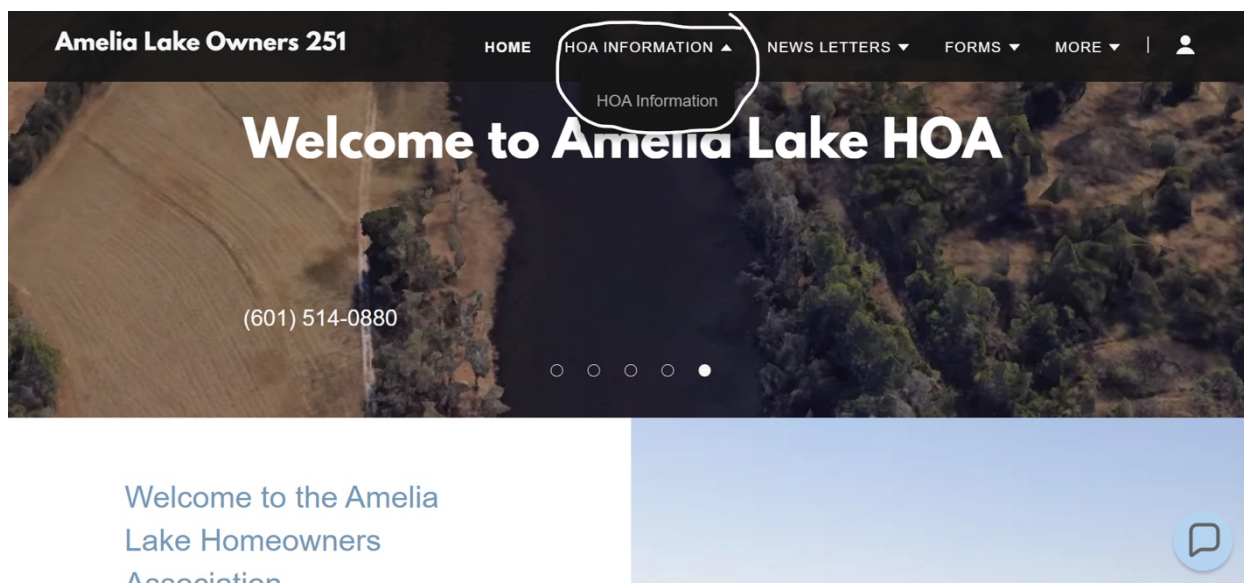 Amelia Lake Owners 251
HOME HOA INFORMATION NEWS LETTERS FORMS MORE
HOA Information
Welcome to Amelia Lake HOA
(601) 514-0880
Welcome to the Amelia
Lake Homeowners
Association